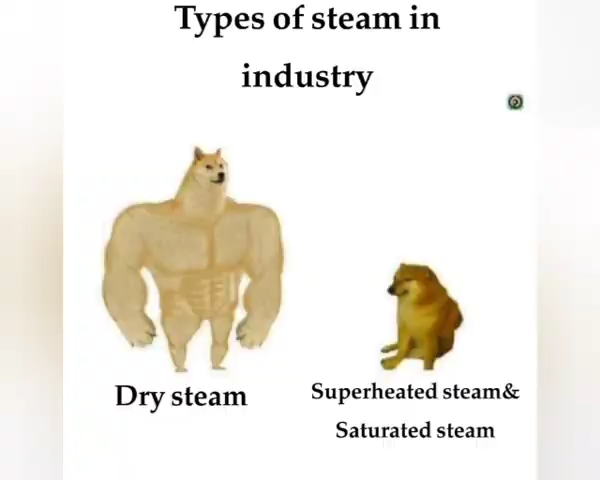 Types of steam in
industry
Dry steam
Superheated steam&
Saturated steam